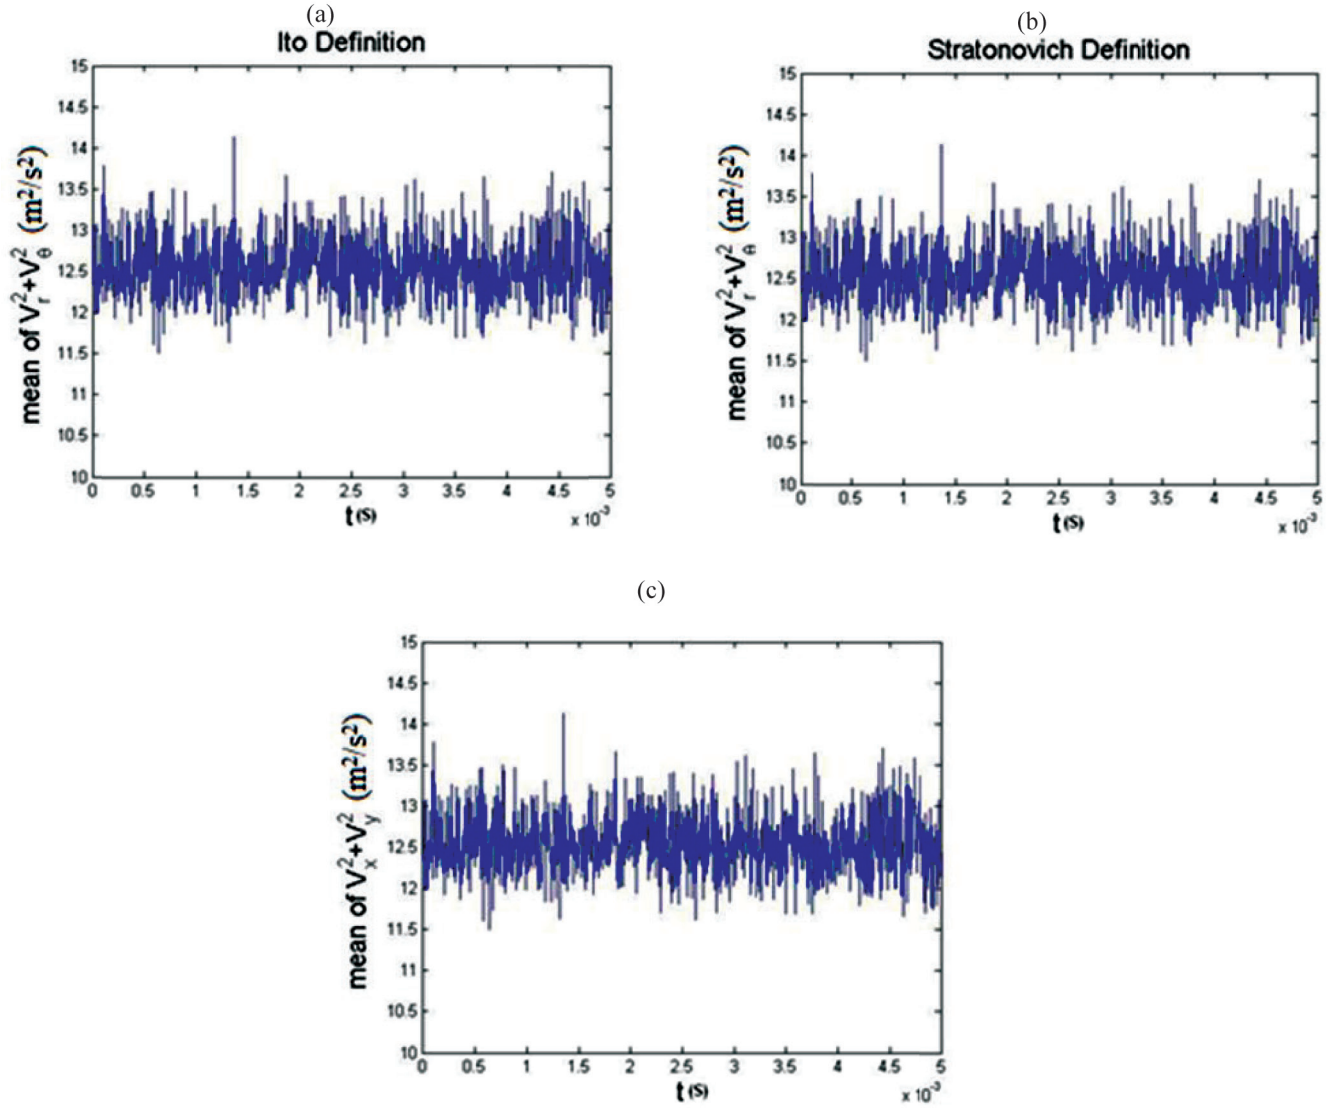 (a)
Ito Definition
15
14.5
14
13.5
13
12.5
12
11.5
11
10.5
10
mean of V_r^2+V_θ^2 (m^2/s^2)
0 0.5 1 1.5 2 2.5 3 3.5 4 4.5 5
t(s)
x 10^-3
(b)
Stratonovich Definition
15
14.5
14
13.5
13
12.5
12
11.5
11
10.5
10
mean of V_r^2+V_θ^2 (m^2/s^2)
0 0.5 1 1.5 2 2.5 3 3.5 4 4.5 5
t(s)
x 10^-3
(c)
15
14.5
14
13.5
13
12.5
12
11.5
11
10.5
10
mean of V_x^2+V_y^2 (m^2/s^2)
0 0.5 1 1.5 2 2.5 3 3.5 4 4.5 5
t(s)
x 10^-3